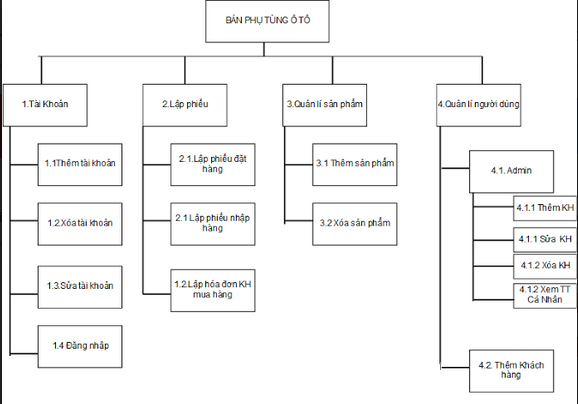 BÁN PHỤ TÙNG Ô TÔ
1.Tài Khoản
2.Lập phiếu
3.Quản lí sản phẩm
4.Quản lí người dùng
1.1Thêm tài khoản
1.2.Xóa tài khoản
1.3.Sửa tài khoản
1.4 Đăng nhập
2.1.Lập phiếu đặt
hàng
2.1 Lập phiếu nhập
hàng
1.2.Lập hóa đơn KH
mua hàng
3.1 Thêm sản phẩm
3.2 Xóa sản phẩm
4.1. Admin
4.1.1 Thêm KH
4.1.1 Sửa KH
4.1.2 Xóa KH
4.1.2 Xem TT
Cá Nhân
4.2. Thêm Khách
hàng